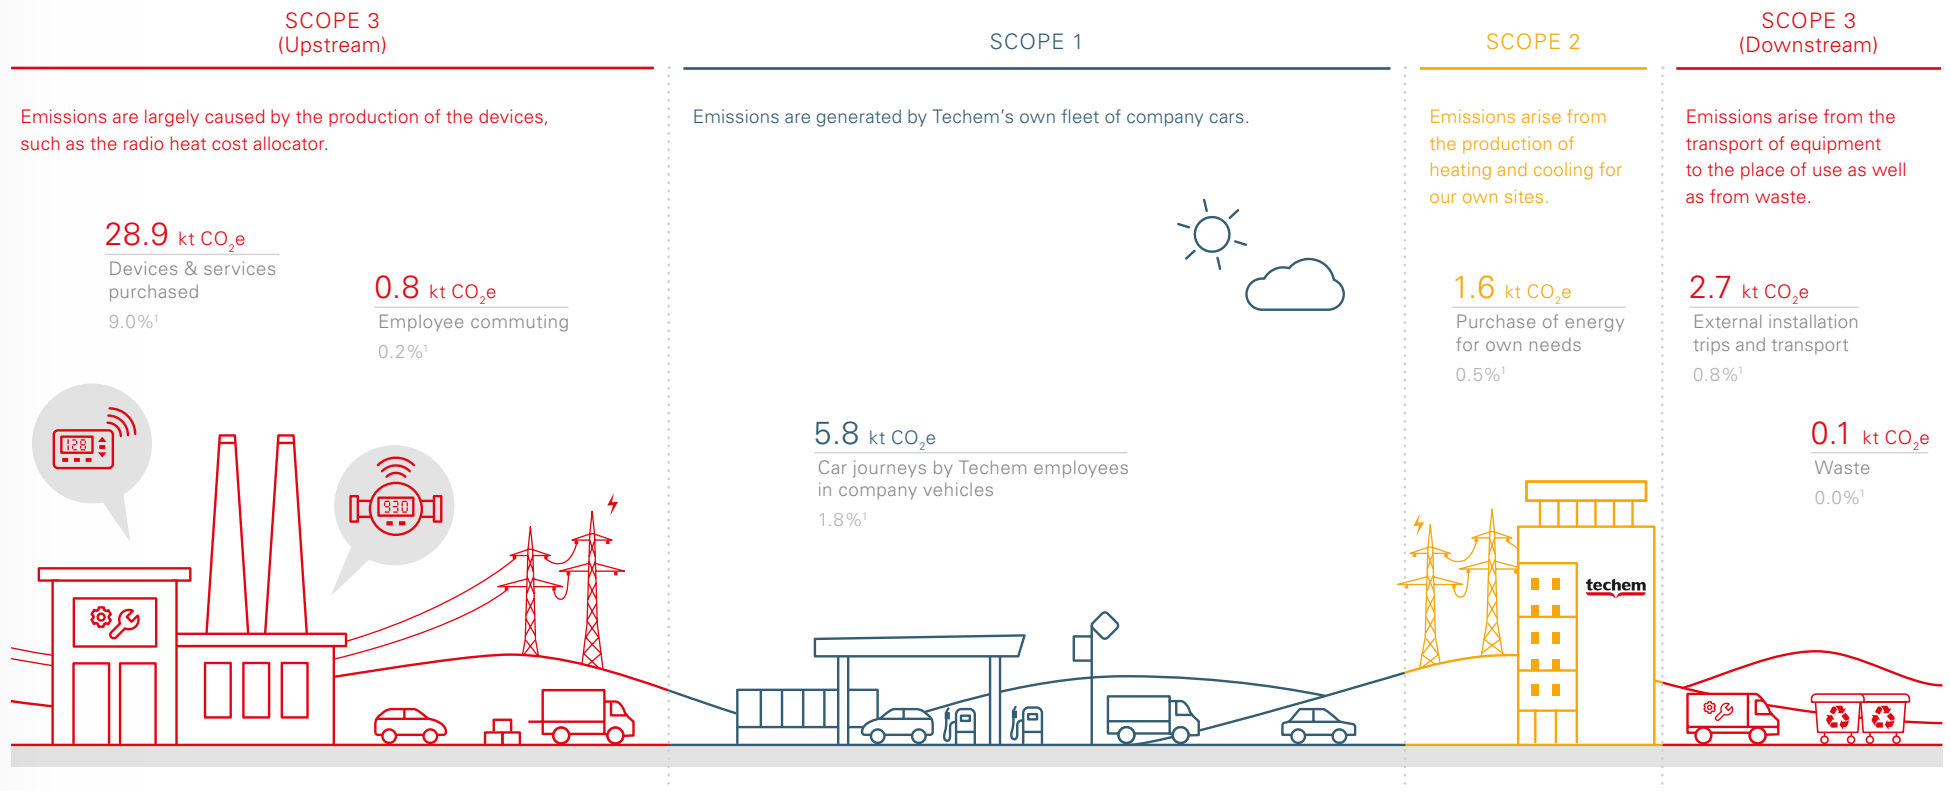 SCOPE 3
(Upstream)
Emissions are largely caused by the production of the devices,
such as the radio heat cost allocator.
28.9 kt CO₂e
Devices & services
purchased
9.0%¹
0.8 kt CO₂e
Employee commuting
0.2%¹
128
930
SCOPE 1
Emissions are generated by Techem’s own fleet of company cars.
5.8 kt CO₂e
Car journeys by Techem employees
in company vehicles
1.8%¹
SCOPE 2
Emissions arise from
the production of
heating and cooling for
our own sites.
1.6 kt CO₂e
Purchase of energy
for own needs
0.5%¹
techem
SCOPE 3
(Downstream)
Emissions arise from the
transport of equipment
to the place of use as well
as from waste.
2.7 kt CO₂e
External installation
trips and transport
0.8%¹
0.1 kt CO₂e
Waste
0.0%¹